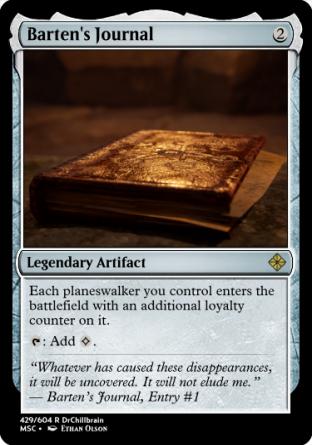 Barten's Journal 2
Legendary Artifact
Each planeswalker you control enters the
battlefield with an additional loyalty
counter on it.
: Add .
“Whatever has caused these disappearances,
it will be uncovered. It will not elude me.”
— Barten's Journal, Entry #1
429/604 R DrChillbrain
MSC • Ethan Olson